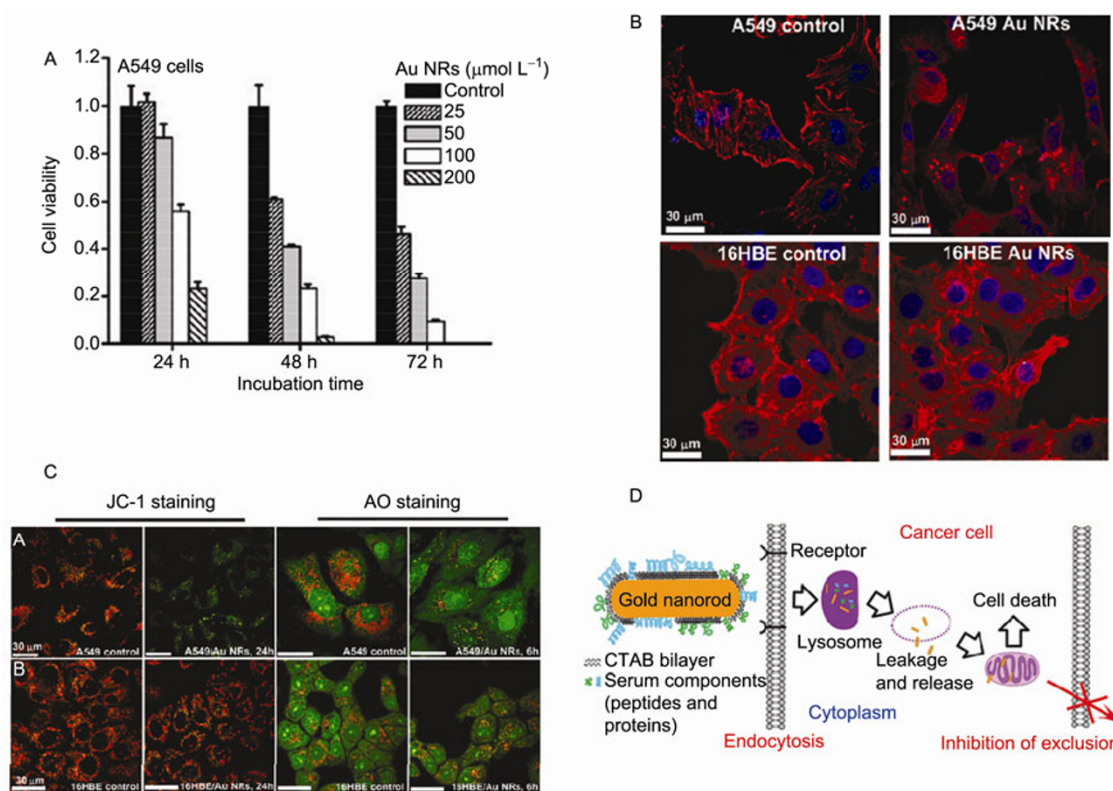 A
A549 cells
Au NRs (μmol L⁻¹)
Control
25
50
100
200
1.2
1.0
0.8
0.6
0.4
0.2
0.0
Cell viability
24 h
48 h
72 h
Incubation time
B
A549 control
A549 Au NRs
30 μm
30 μm
16HBE control
16HBE Au NRs
30 μm
30 μm
C
JC-1 staining
AO staining
A
30 μm
A549 control
A549/Au NRs, 24h
A549 control
A549/Au NRs, 6h
B
30 μm
16HBE control
16HBE/Au NRs, 24h
16HBE control
16HBE/Au NRs, 6h
D
Cancer cell
Receptor
Gold nanorod
Cell death
Lysosome
Leakage
and release
CTAB bilayer
Serum components
(peptides and
proteins)
Cytoplasm
Endocytosis
Inhibition of exclusion